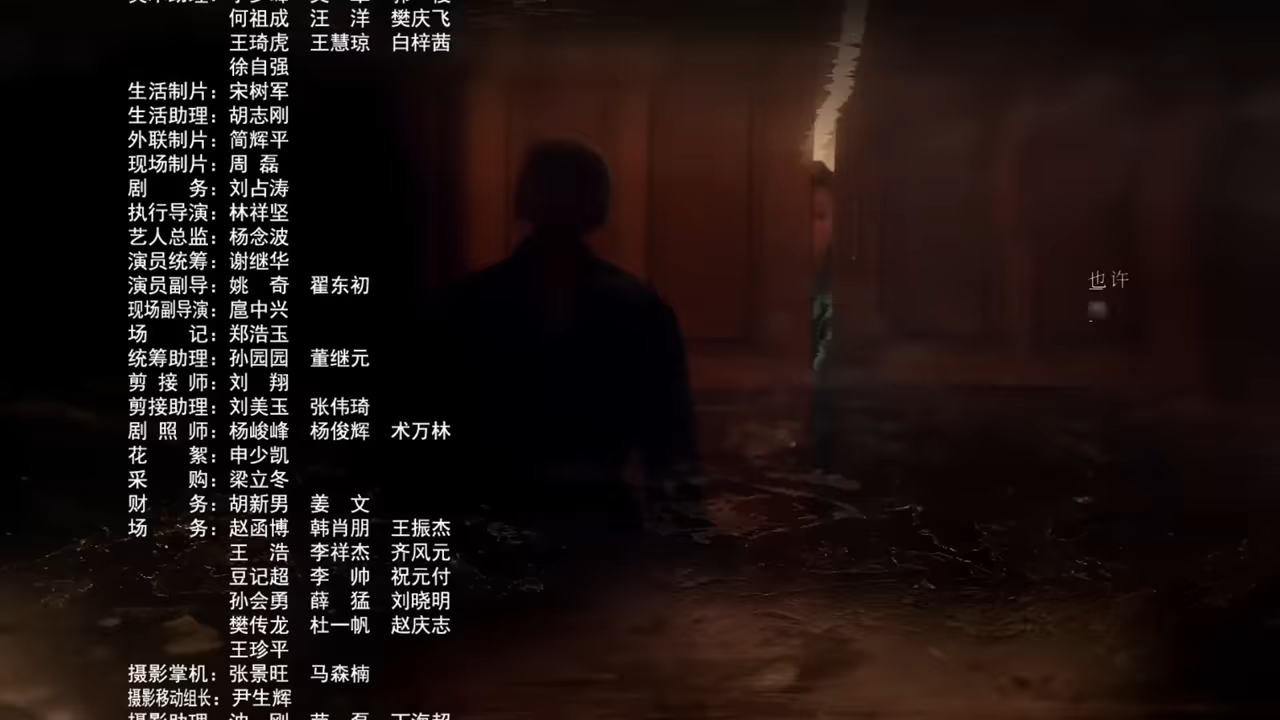 何祖成 汪 洋 樊庆飞
王琦虎 王慧琼 白梓茜
徐自强
生活制片：宋树军
生活助理：胡志刚
外联制片：简辉平
现场制片：周 磊
剧 务：刘占涛
执行导演：林祥坚
艺人总监：杨念波
演员统筹：谢继华
演员副导：姚 奇 翟东初
现场副导演：扈中兴
场 记：郑浩玉
统筹助理：孙园园 董继元
剪 接 师：刘 翔
剪接助理：刘美玉 张伟琦
剧 照 师：杨峻峰 杨俊辉 术万林
花 絮：申少凯
采 购：梁立冬
财 务：胡新男 姜 文
场 务：赵函博 韩肖朋 王振杰
王 浩 李祥杰 齐风元
豆记超 李 帅 祝元付
孙会勇 薛 猛 刘晓明
樊传龙 杜一帆 赵庆志
王珍平
摄影掌机：张景旺 马森楠
摄影移动组长：尹生辉
也许